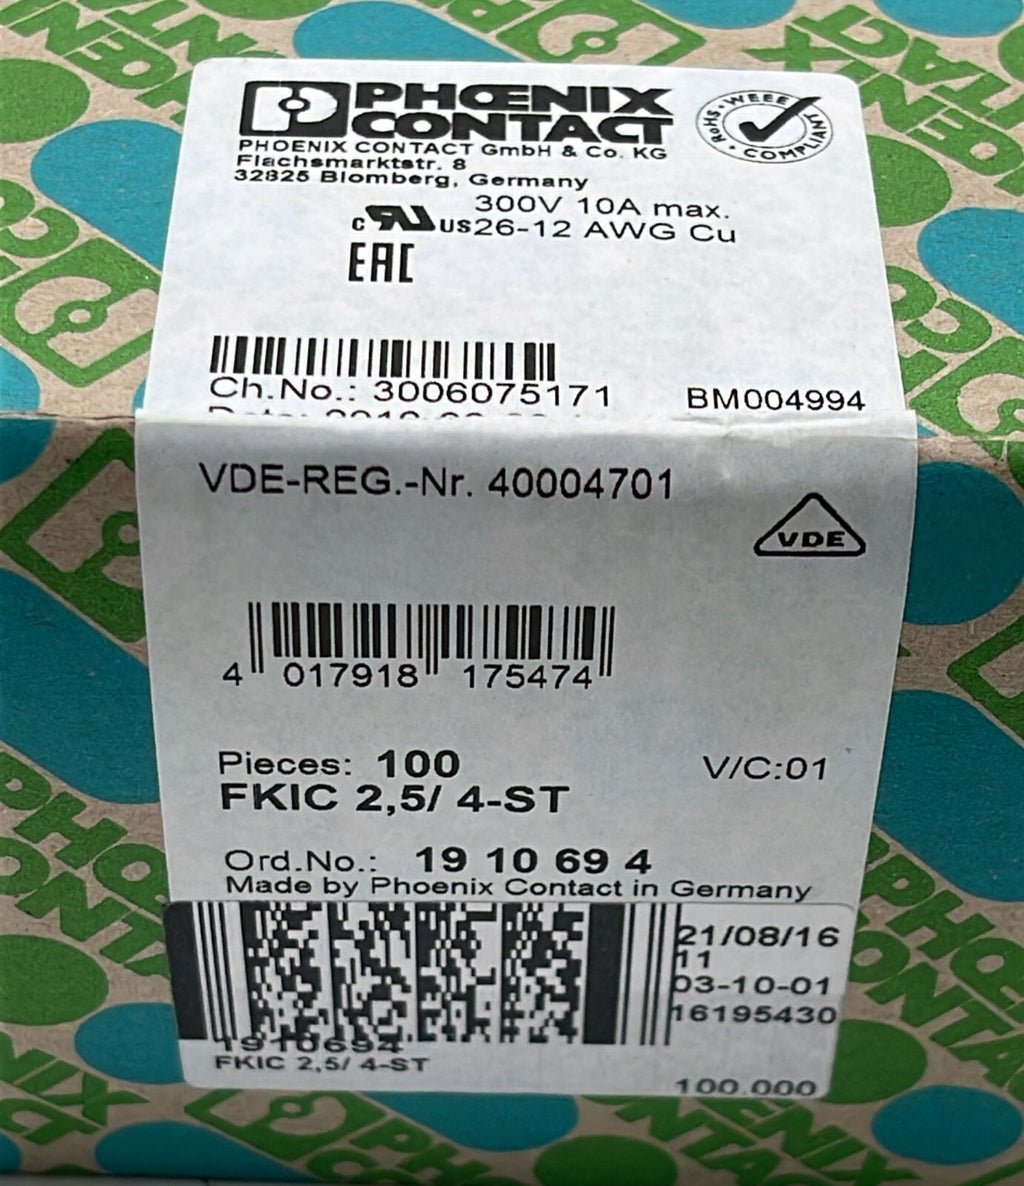 PHŒNIX
CONTACT
WEEE RoHS COMPLIANT
PHOENIX CONTACT GmbH & Co. KG
Flachsmarktstr. 8
32825 Blomberg, Germany
300V 10A max.
c US 26-12 AWG Cu
EAC
Ch.No.: 3006075171 BM004994
VDE-REG.-Nr. 40004701
VDE
4 017918 175474
Pieces: 100 V/C:01
FKIC 2,5/ 4-ST
Ord.No.: 19 10 69 4
Made by Phoenix Contact in Germany
21/08/16
11
03-10-01
16195430
1910694
FKIC 2,5/ 4-ST
100.000